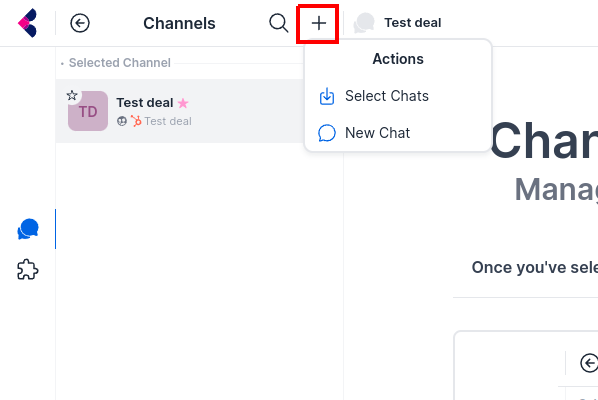 Channels
Test deal
Selected Channel
TD
Test deal
Test deal
Actions
Select Chats
New Chat
Chan
Manag
Once you've sele